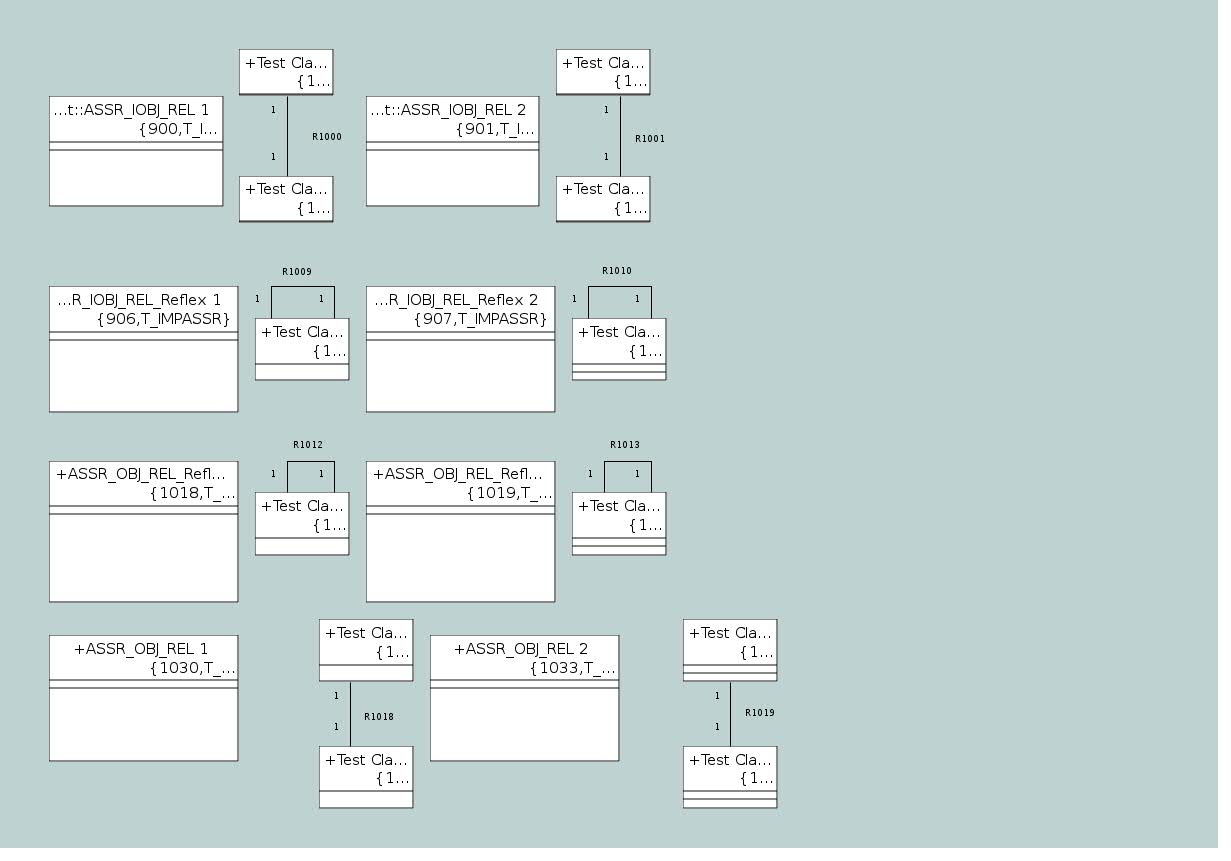 +Test Cla...
{1...
+Test Cla...
{1...
...t::ASSR_IOBJ_REL 1
{900,T_I...
1
R1000
1
...t::ASSR_IOBJ_REL 2
{901,T_I...
1
R1001
1
+Test Cla...
{1...
+Test Cla...
{1...
R1009
R1010
...R_IOBJ_REL_Reflex 1
{906,T_IMPASSR}
1
1
...R_IOBJ_REL_Reflex 2
{907,T_IMPASSR}
1
1
+Test Cla...
{1...
+Test Cla...
{1...
R1012
R1013
+ASSR_OBJ_REL_Refl...
{1018,T_...
1
1
+ASSR_OBJ_REL_Refl...
{1019,T_...
1
1
+Test Cla...
{1...
+Test Cla...
{1...
+ASSR_OBJ_REL 1
{1030,T_...
+Test Cla...
{1...
+ASSR_OBJ_REL 2
{1033,T_...
+Test Cla...
{1...
1
R1018
1
1
R1019
1
+Test Cla...
{1...
+Test Cla...
{1...